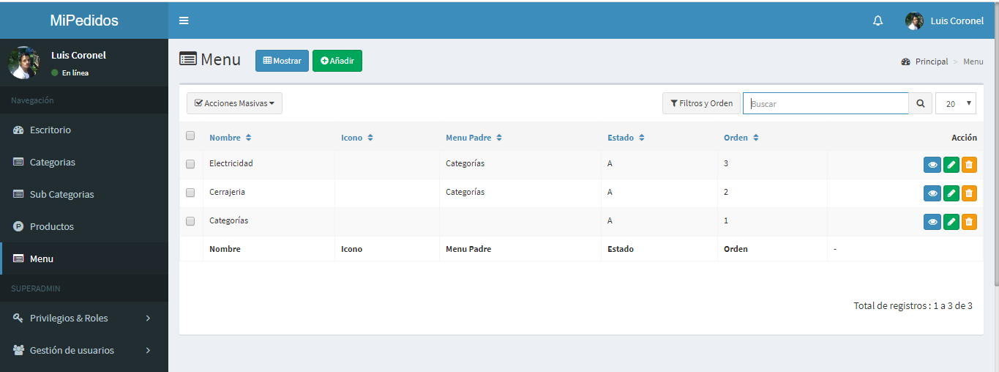 MiPedidos
Luis Coronel
Luis Coronel
En línea
Menu
Mostrar
Añadir
Principal > Menu
Navegación
Escritorio
Categorias
Sub Categorias
P Productos
Menu
SUPERADMIN
Privilegios & Roles
Gestión de usuarios
Acciones Masivas
Filtros y Orden
Buscar
20
Nombre Icono Menu Padre Estado Orden Acción
Electricidad Categorías A 3
Cerrajeria Categorías A 2
Categorías A 1
Nombre Icono Menu Padre Estado Orden -
Total de registros : 1 a 3 de 3